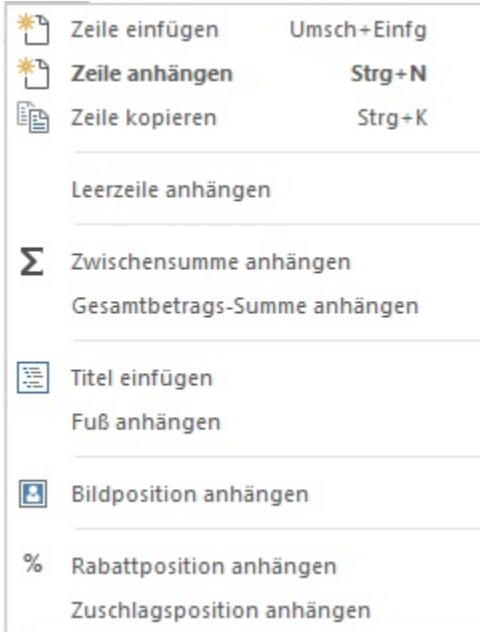 Zeile einfügen Umsch+Einfg
Zeile anhängen Strg+N
Zeile kopieren Strg+K
Leerzeile anhängen
Zwischensumme anhängen
Gesamtbetrags-Summe anhängen
Titel einfügen
Fuß anhängen
Bildposition anhängen
% Rabattposition anhängen
Zuschlagsposition anhängen